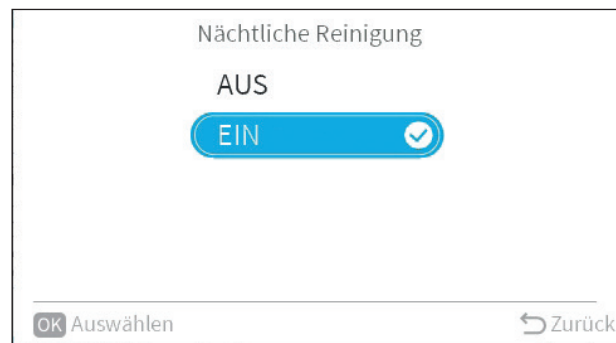 Nächtliche Reinigung
AUS
EIN
OK Auswählen
Zurück